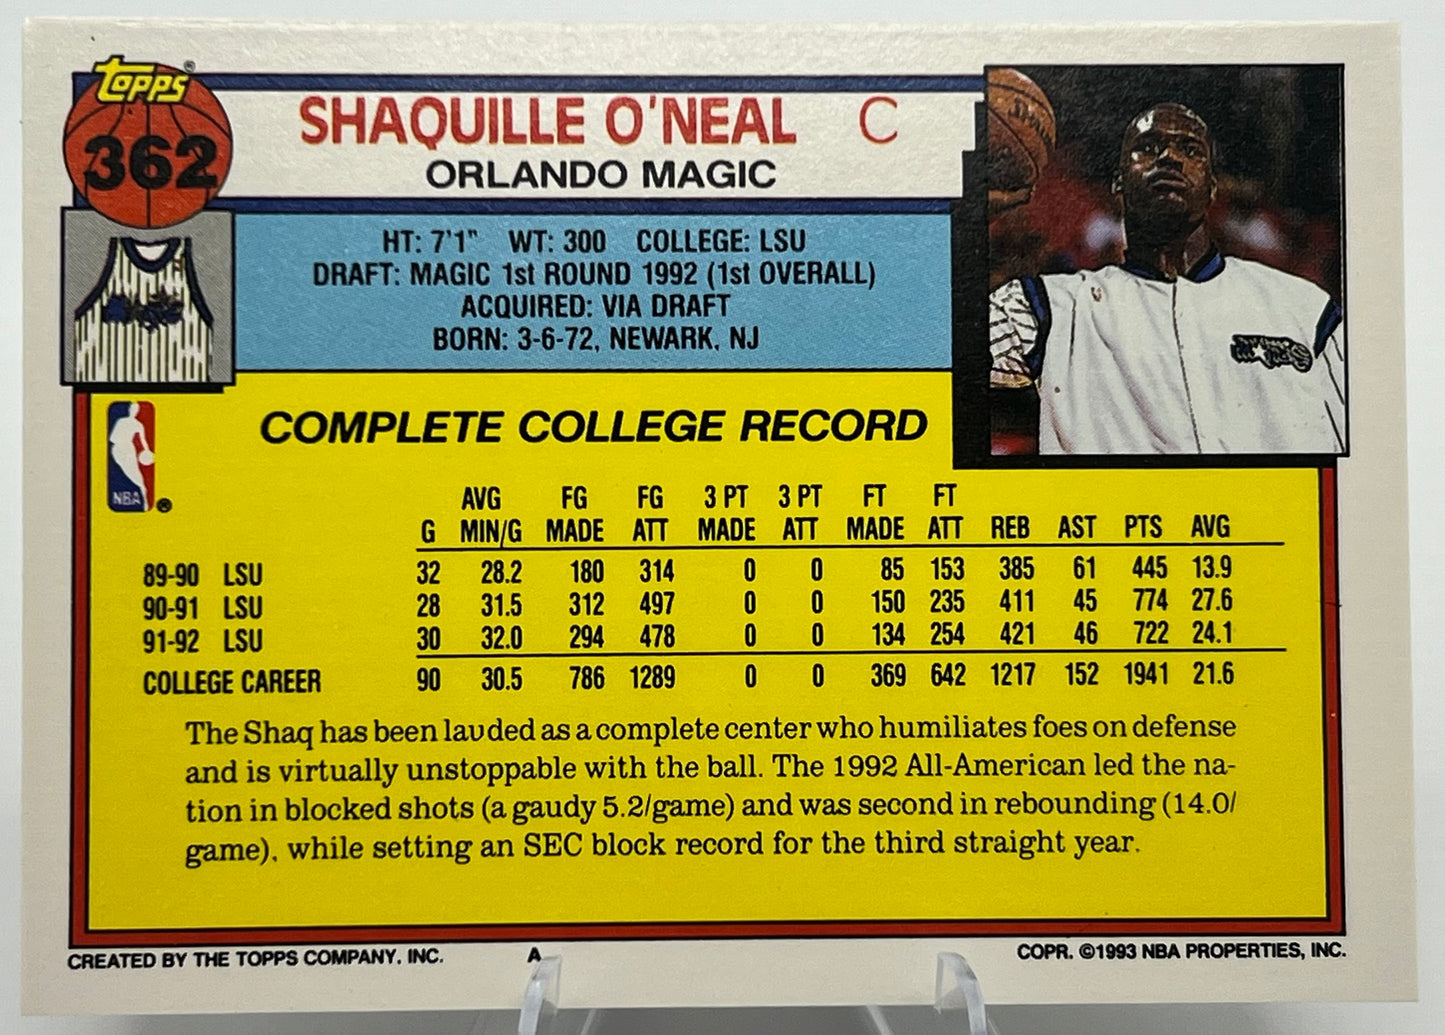 TOPPS®
362
SHAQUILLE O'NEAL C
ORLANDO MAGIC
HT: 7'1" WT: 300 COLLEGE: LSU
DRAFT: MAGIC 1st ROUND 1992 (1st OVERALL)
ACQUIRED: VIA DRAFT
BORN: 3-6-72, NEWARK, NJ
NBA ®
COMPLETE COLLEGE RECORD
AVG FG FG 3 PT 3 PT FT FT
G MIN/G MADE ATT MADE ATT MADE ATT REB AST PTS AVG
89-90 LSU 32 28.2 180 314 0 0 85 153 385 61 445 13.9
90-91 LSU 28 31.5 312 497 0 0 150 235 411 45 774 27.6
91-92 LSU 30 32.0 294 478 0 0 134 254 421 46 722 24.1
COLLEGE CAREER 90 30.5 786 1289 0 0 369 642 1217 152 1941 21.6
The Shaq has been lauded as a complete center who humiliates foes on defense
and is virtually unstoppable with the ball. The 1992 All-American led the na-
tion in blocked shots (a gaudy 5.2/game) and was second in rebounding (14.0/
game), while setting an SEC block record for the third straight year.
CREATED BY THE TOPPS COMPANY, INC. A COPR. ©1993 NBA PROPERTIES, INC.